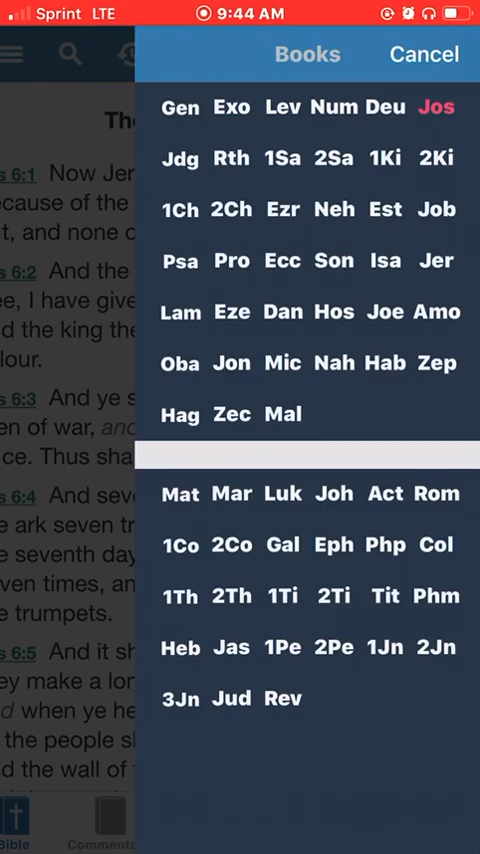 Sprint LTE 9:44 AM
Books Cancel
Gen Exo Lev Num Deu Jos
Jdg Rth 1Sa 2Sa 1Ki 2Ki
1Ch 2Ch Ezr Neh Est Job
Psa Pro Ecc Son Isa Jer
Lam Eze Dan Hos Joe Amo
Oba Jon Mic Nah Hab Zep
Hag Zec Mal
Mat Mar Luk Joh Act Rom
1Co 2Co Gal Eph Php Col
1Th 2Th 1Ti 2Ti Tit Phm
Heb Jas 1Pe 2Pe 1Jn 2Jn
3Jn Jud Rev
The
s 6:1 Now Jer
ecause of the
t, and none c
s 6:2 And the
ee, I have give
d the king the
lour.
s 6:3 And ye s
en of war, and
ce. Thus sha
s 6:4 And seve
e ark seven tr
e seventh day
ven times, an
e trumpets.
s 6:5 And it sh
ey make a lon
d when ye he
the people sh
d the wall of
Bible Commenta